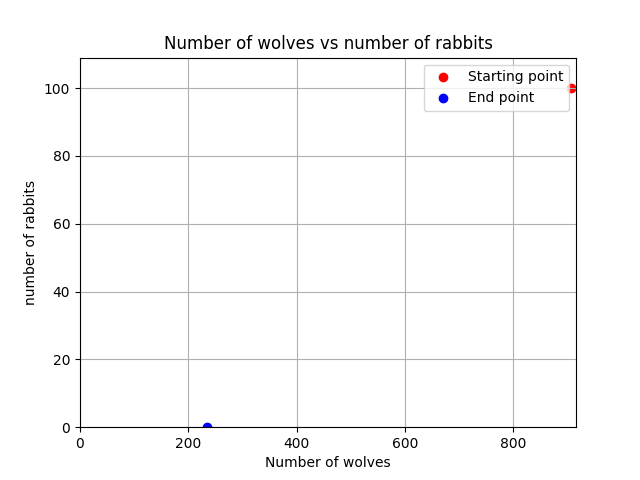 Number of wolves vs number of rabbits
Starting point
End point
100
80
60
40
20
0
number of rabbits
0 200 400 600 800
Number of wolves